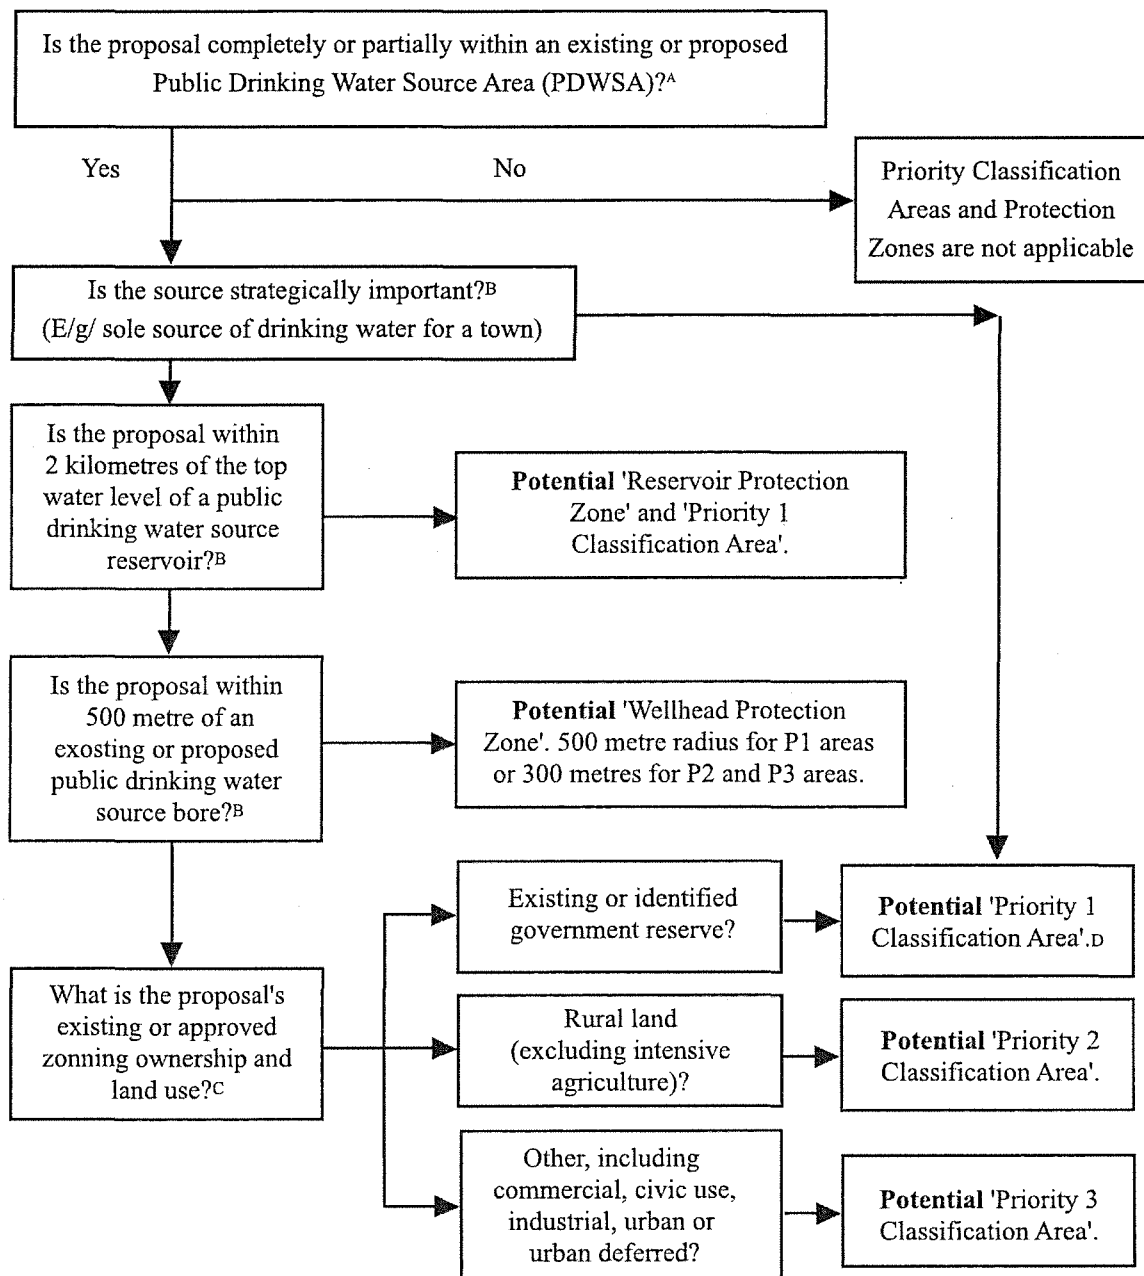 Is the proposal completely or partially within an existing or proposed
Public Drinking Water Source Area (PDWSA)?A
Yes
No
Priority Classification
Areas and Protection
Zones are not applicable
Is the source strategically important?B
(E/g/ sole source of drinking water for a town)
Is the proposal within
2 kilometres of the top
water level of a public
drinking water source
reservoir?B
Potential 'Reservoir Protection
Zone' and 'Priority 1
Classification Area'.
Is the proposal within
500 metre of an
exosting or proposed
public drinking water
source bore?B
Potential 'Wellhead Protection
Zone'. 500 metre radius for P1 areas
or 300 metres for P2 and P3 areas.
What is the proposal's
existing or approved
zonning ownership and
land use?C
Existing or identified
government reserve?
Potential 'Priority 1
Classification Area'.D
Rural land
(excluding intensive
agriculture)?
Potential 'Priority 2
Classification Area'.
Other, including
commercial, civic use,
industrial, urban or
urban deferred?
Potential 'Priority 3
Classification Area'.